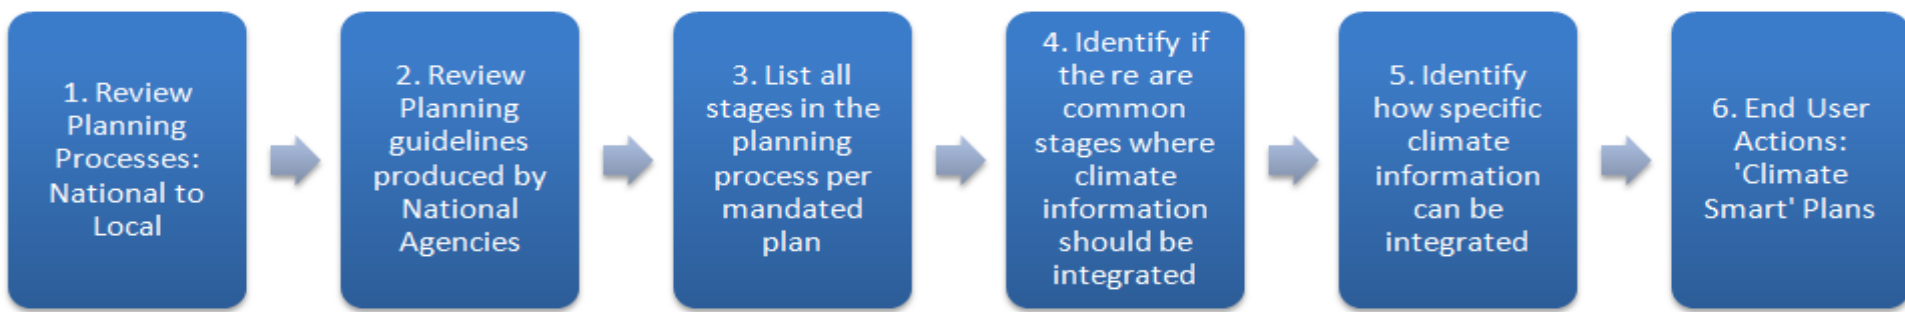 1. Review
Planning
Processes:
National to
Local
2. Review
Planning
guidelines
produced by
National
Agencies
3. List all
stages in the
planning
process per
mandated
plan
4. Identify if
the re are
common
stages where
climate
information
should be
integrated
5. Identify
how specific
climate
information
can be
integrated
6. End User
Actions:
'Climate
Smart' Plans